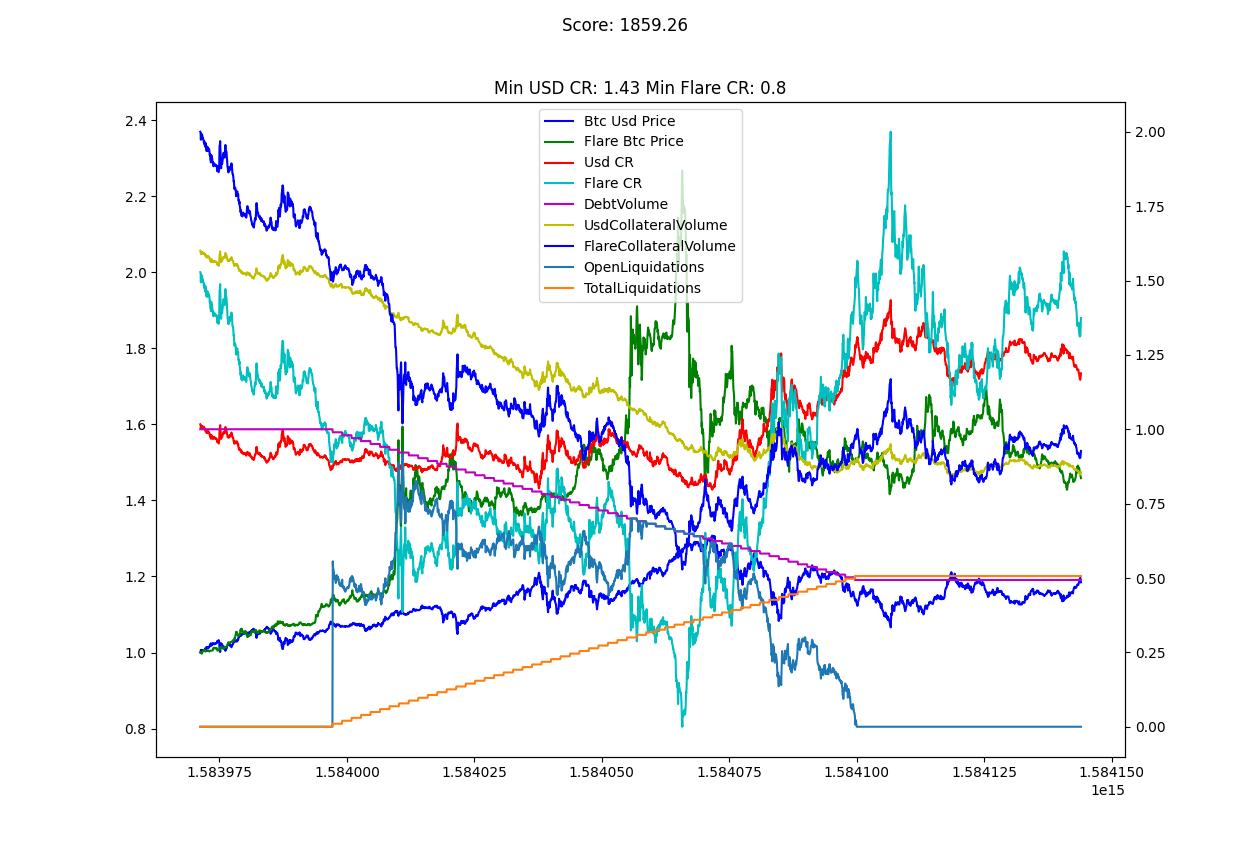 Score: 1859.26
Min USD CR: 1.43 Min Flare CR: 0.8
Btc Usd Price
Flare Btc Price
Usd CR
Flare CR
DebtVolume
UsdCollateralVolume
FlareCollateralVolume
OpenLiquidations
TotalLiquidations
2.4
2.2
2.0
1.8
1.6
1.4
1.2
1.0
0.8
2.00
1.75
1.50
1.25
1.00
0.75
0.50
0.25
0.00
1.583975 1.584000 1.584025 1.584050 1.584075 1.584100 1.584125 1.584150
1e15